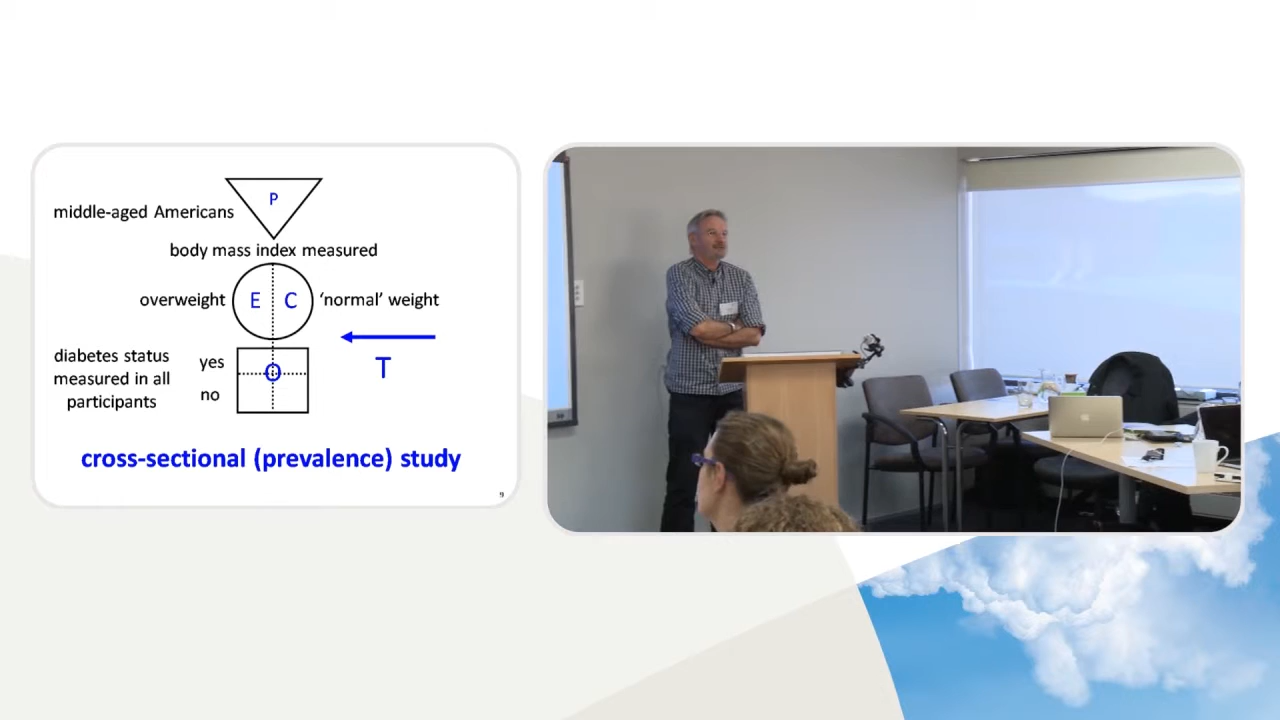 P
middle-aged Americans
body mass index measured
overweight E C ‘normal’ weight
diabetes status
measured in all
participants
yes
no
O
T
cross-sectional (prevalence) study
9